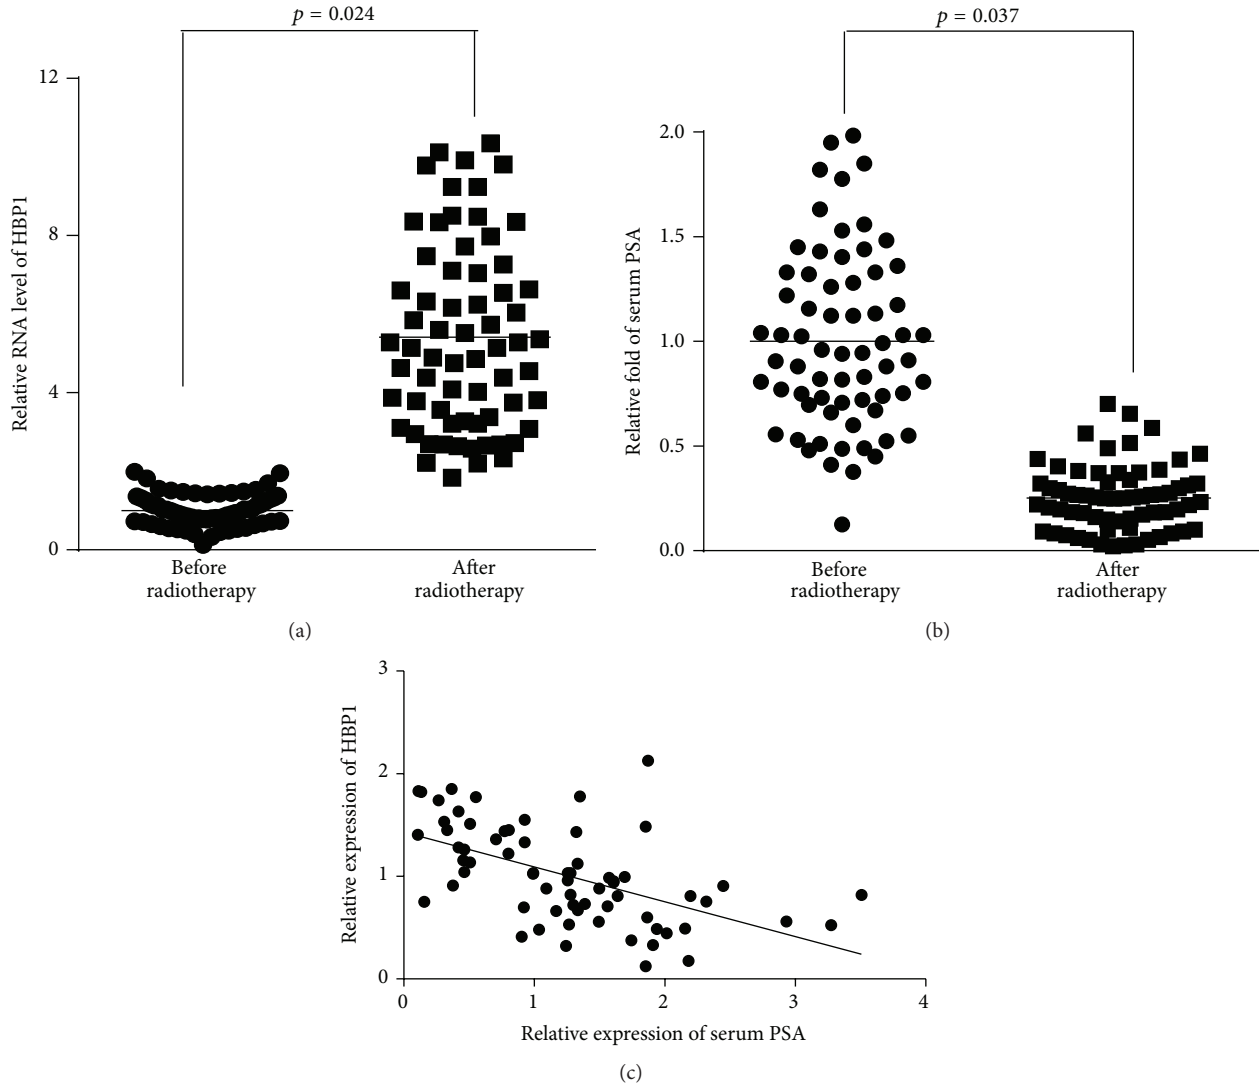 p = 0.024
12
8
4
0
Relative RNA level of HBP1
Before
radiotherapy
After
radiotherapy
(a)
p = 0.037
2.0
1.5
1.0
0.5
0.0
Relative fold of serum PSA
Before
radiotherapy
After
radiotherapy
(b)
3
2
1
0
Relative expression of HBP1
0 1 2 3 4
Relative expression of serum PSA
(c)